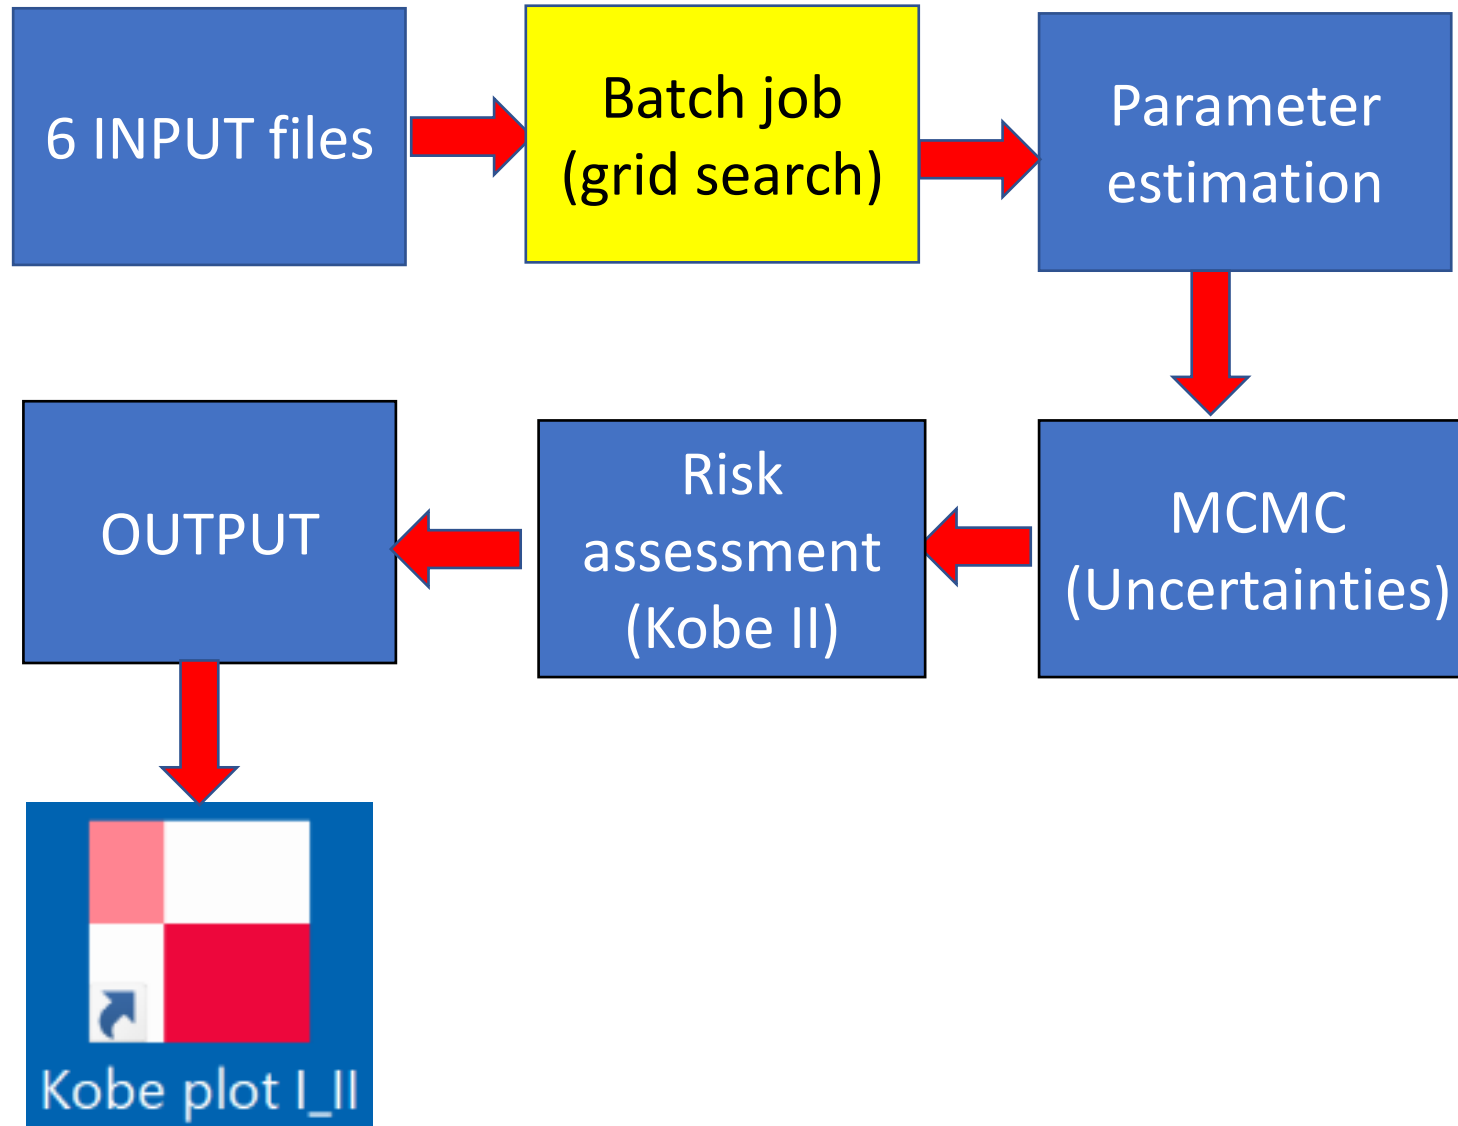 6 INPUT files
Batch job
(grid search)
Parameter
estimation
MCMC
(Uncertainties)
Risk
assessment
(Kobe II)
OUTPUT
Kobe plot I_II